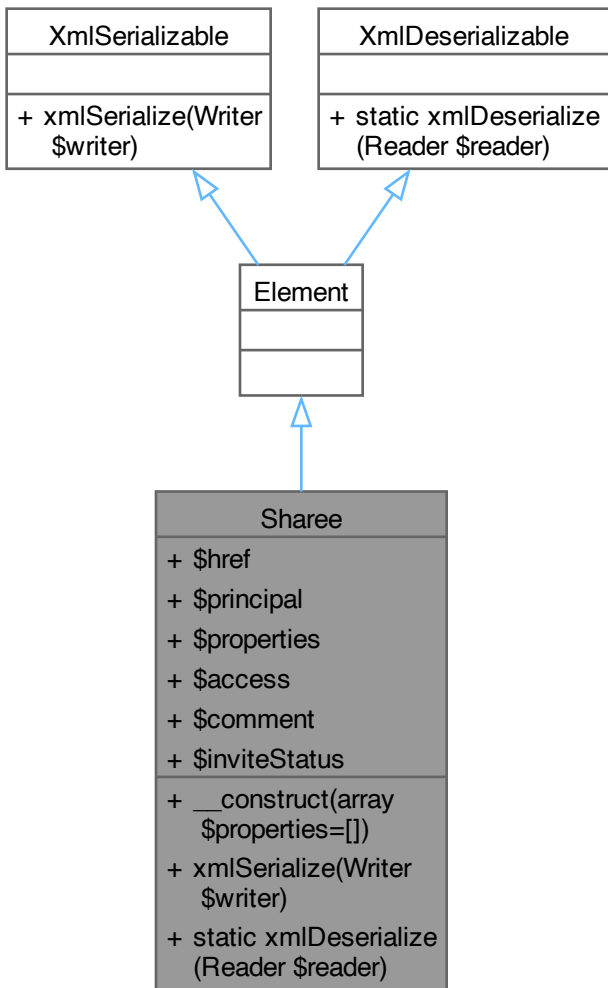 XmlSerializable
+ xmlSerialize(Writer
$writer)
XmlDeserializable
+ static xmlDeserialize
(Reader $reader)
Element
Sharee
+ $href
+ $principal
+ $properties
+ $access
+ $comment
+ $inviteStatus
+ __construct(array
$properties=[])
+ xmlSerialize(Writer
$writer)
+ static xmlDeserialize
(Reader $reader)